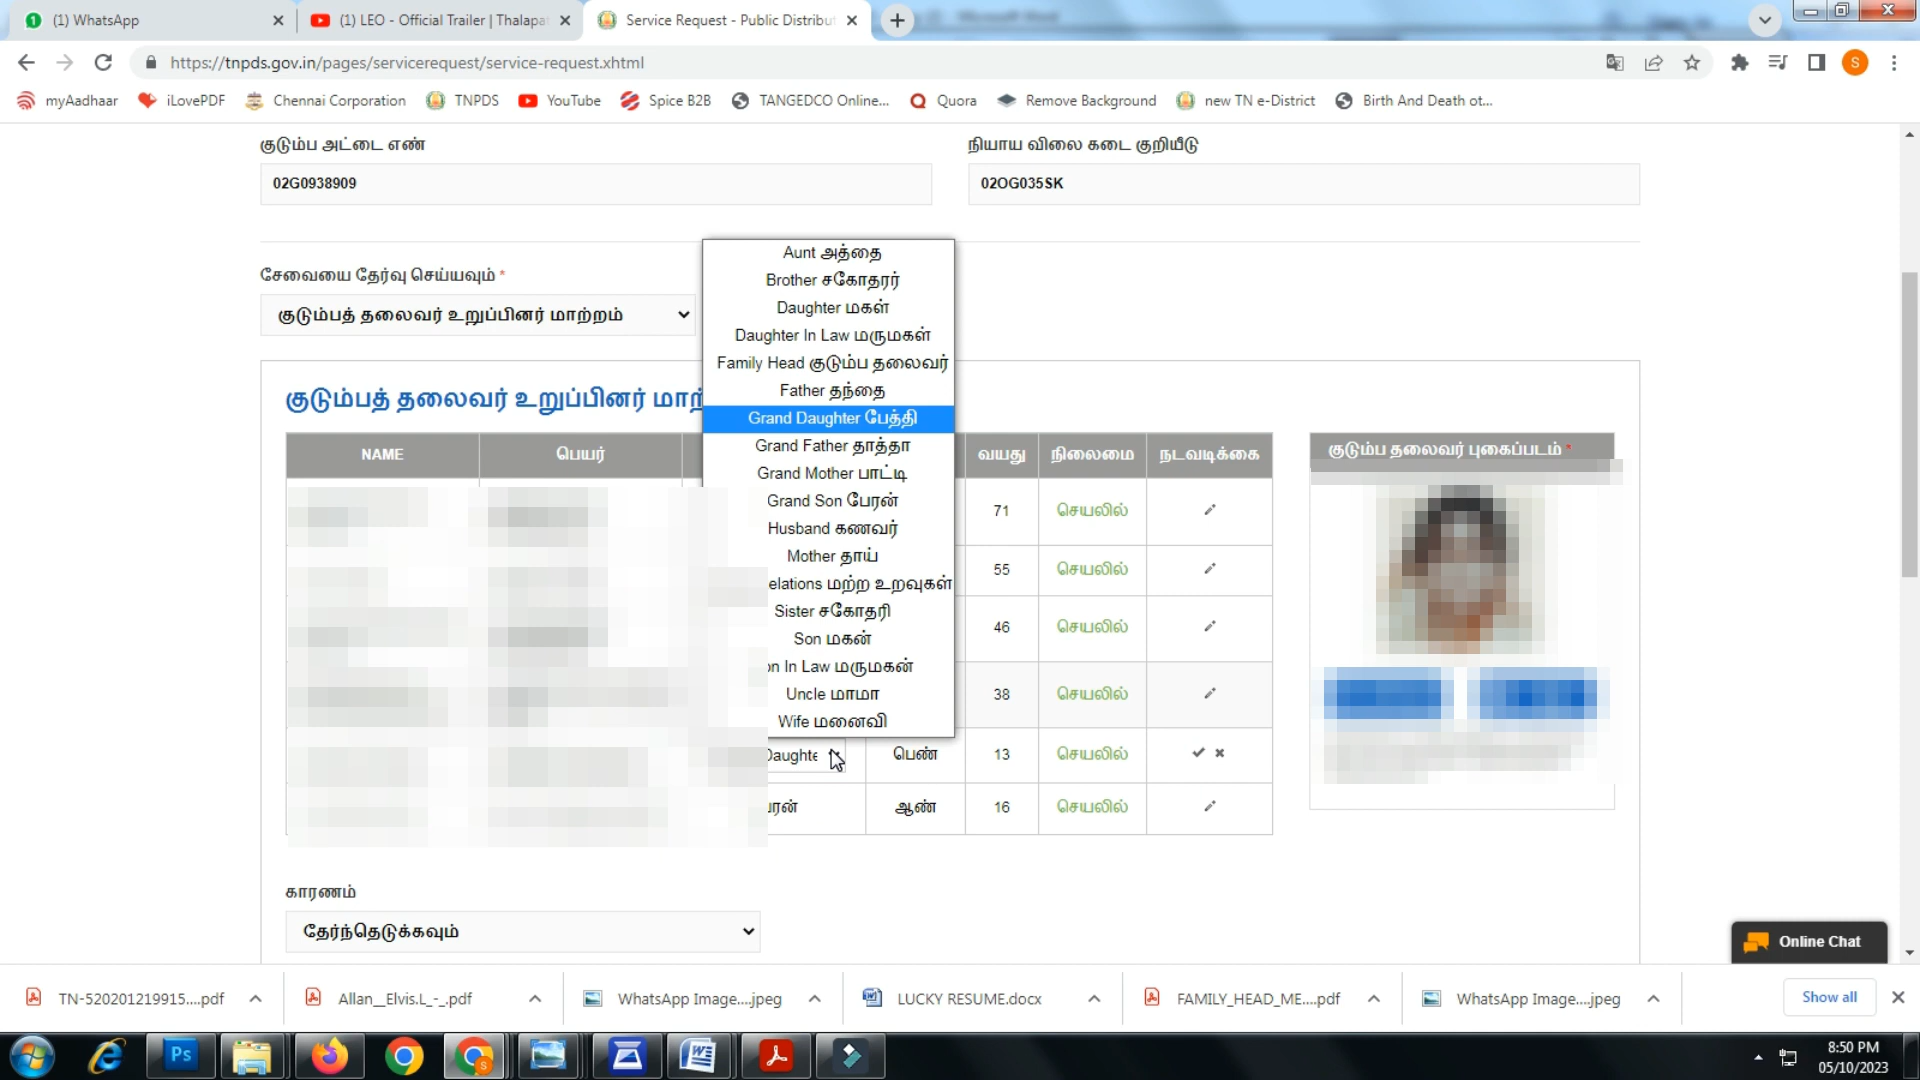 (1) WhatsApp
(1) LEO - Official Trailer | Thalapat
Service Request - Public Distribut
https://tnpds.gov.in/pages/servicerequest/service-request.xhtml
S
myAadhaar
iLovePDF
Chennai Corporation
TNPDS
YouTube
Spice B2B
TANGEDCO Online...
Quora
Remove Background
new TN e-District
Birth And Death ot...
குடும்ப அட்டை எண்
நியாய விலை கடை குறியீடு
02G0938909
02OG035SK
சேவையை தேர்வு செய்யவும் *
குடும்பத் தலைவர் உறுப்பினர் மாற்றம்
Aunt அத்தை
Brother சகோதரர்
Daughter மகள்
Daughter In Law மருமகள்
Family Head குடும்ப தலைவர்
Father தந்தை
Grand Daughter பேத்தி
Grand Father தாத்தா
Grand Mother பாட்டி
Grand Son பேரன்
Husband கணவர்
Mother தாய்
elations மற்ற உறவுகள்
Sister சகோதரி
Son மகன்
on In Law மருமகன்
Uncle மாமா
Wife மனைவி
குடும்பத் தலைவர் உறுப்பினர் மாற்
NAME
பெயர்
வயது
நிலைமை
நடவடிக்கை
குடும்ப தலைவர் புகைப்படம் *
71 செயலில்
55 செயலில்
46 செயலில்
38 செயலில்
Daughte பெண் 13 செயலில்
ரன் ஆண் 16 செயலில்
காரணம்
தேர்ந்தெடுக்கவும்
Online Chat
TN-520201219915....pdf
Allan__Elvis.L_-_.pdf
WhatsApp Image....jpeg
LUCKY RESUME.docx
FAMILY_HEAD_ME....pdf
WhatsApp Image....jpeg
Show all
Ps
8:50 PM
05/10/2023